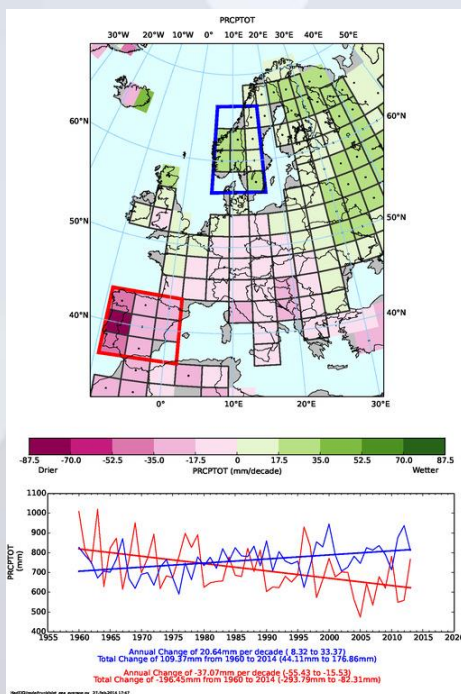 PRCPTOT
30°W 20°W 10°W 0° 10°E 20°E 30°E 40°E 50°E
60°N 60°N
50°N 50°N
40°N 40°N
0° 10°E 20°E 30°E
-87.5 -70.0 -52.5 -35.0 -17.5 0 17.5 35.0 52.5 70.0 87.5
Drier PRCPTOT (mm/decade) Wetter
1100
1000
900
800
700
600
500
400
PRCPTOT
(mm)
1955 1960 1965 1970 1975 1980 1985 1990 1995 2000 2005 2010 2015 2020
Annual Change of 20.64mm per decade ( 8.32 to 33.37)
Total Change of 109.37mm from 1960 to 2014 (44.11mm to 176.86mm)
Annual Change of -37.07mm per decade (-55.43 to -15.53)
Total Change of -196.45mm from 1960 to 2014 (-293.79mm to -82.31mm)